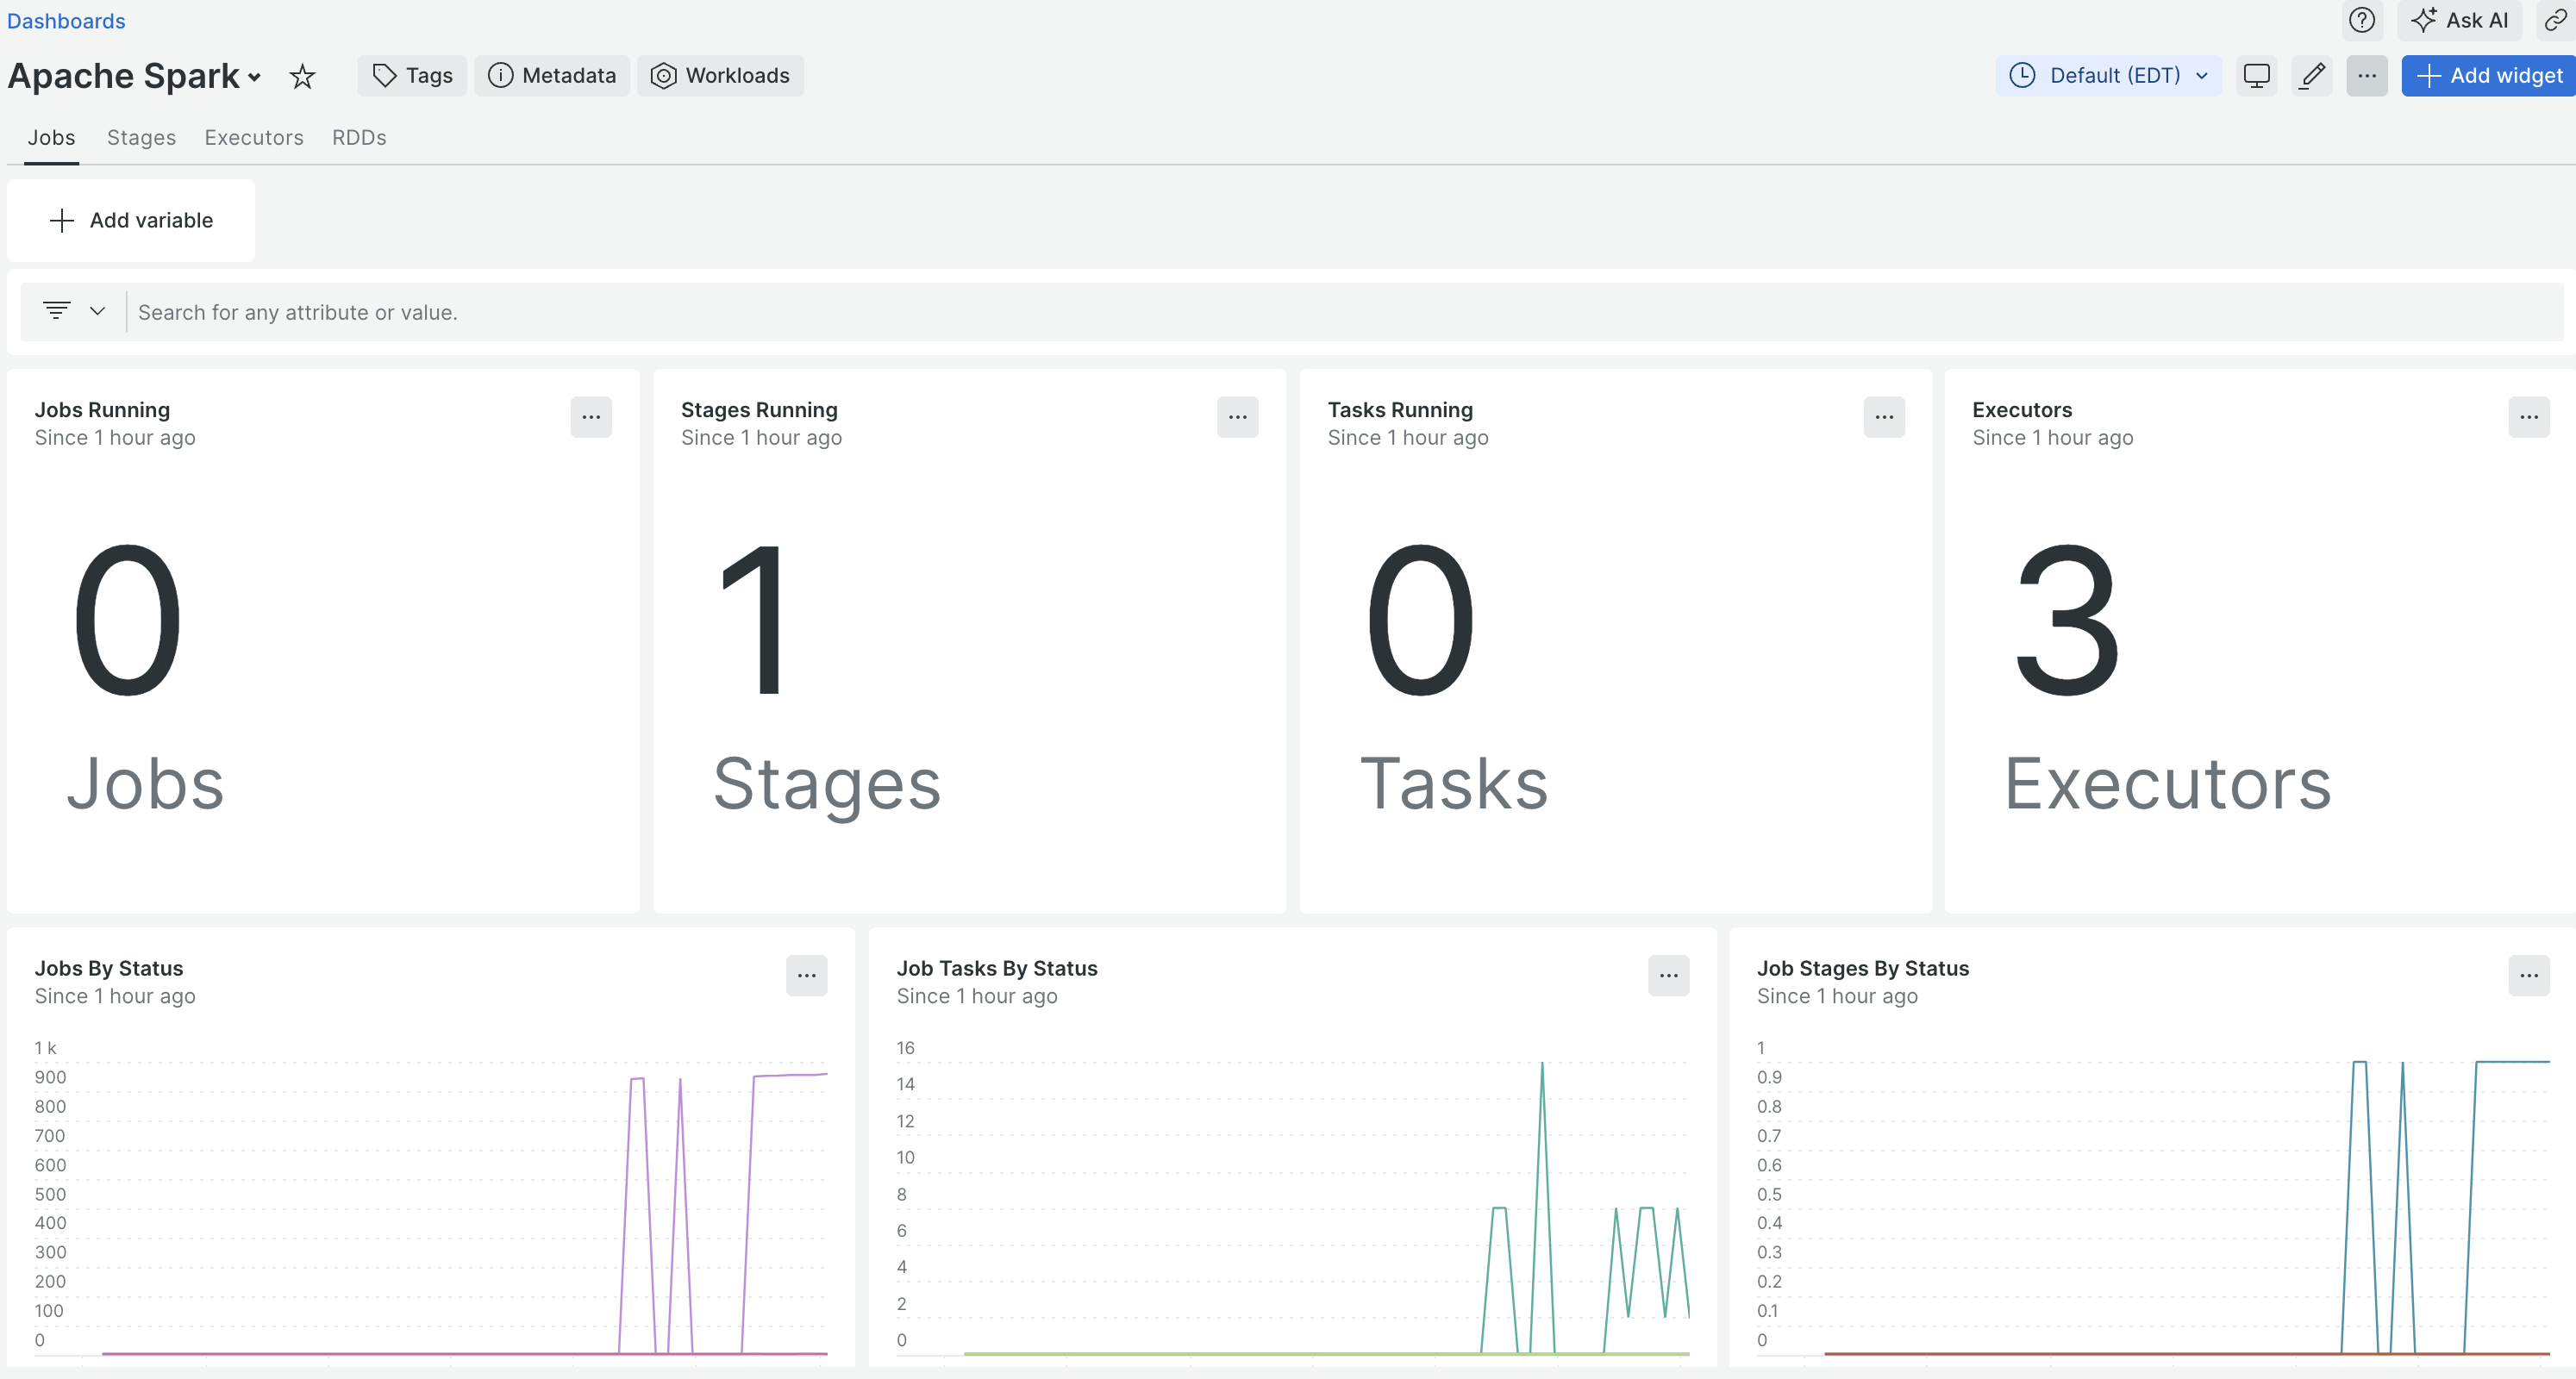 Dashboards
Ask AI
Apache Spark
Tags
Metadata
Workloads
Default (EDT)
Add widget
Jobs
Stages
Executors
RDDs
Add variable
Search for any attribute or value.
Jobs Running
Since 1 hour ago
0
Jobs
Stages Running
Since 1 hour ago
1
Stages
Tasks Running
Since 1 hour ago
0
Tasks
Executors
Since 1 hour ago
3
Executors
Jobs By Status
Since 1 hour ago
1 k
900
800
700
600
500
400
300
200
100
0
Job Tasks By Status
Since 1 hour ago
16
14
12
10
8
6
4
2
0
Job Stages By Status
Since 1 hour ago
1
0.9
0.8
0.7
0.6
0.5
0.4
0.3
0.2
0.1
0